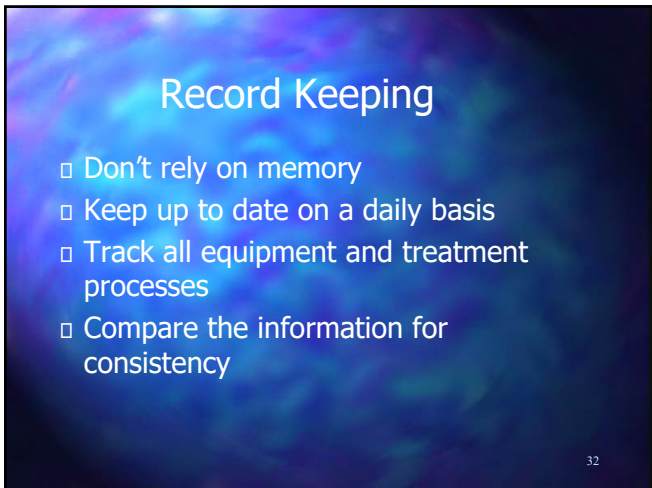 Record Keeping
▯ Don't rely on memory
▯ Keep up to date on a daily basis
▯ Track all equipment and treatment
processes
▯ Compare the information for
consistency
32